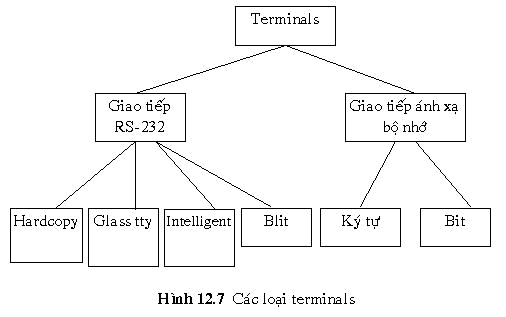 Terminals
Giao tiếp
RS-232
Giao tiếp ánh xạ
bộ nhớ
Hardcopy
Glass tty
Intelligent
Blit
Ký tự
Bit
Hình 12.7 Các loại terminals